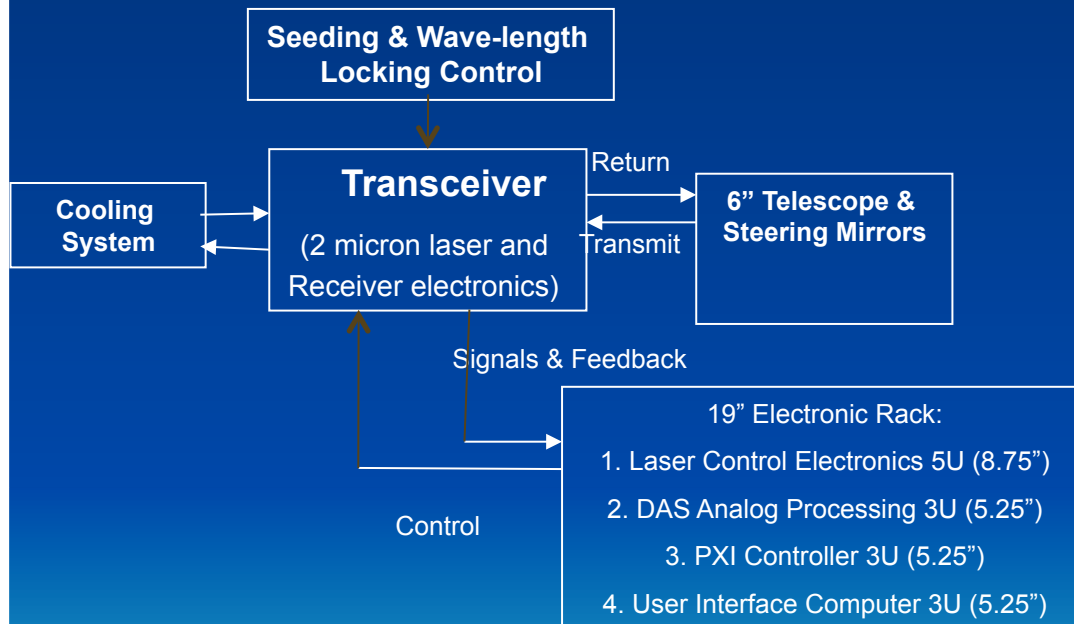 Seeding & Wave-length
Locking Control
Transceiver
(2 micron laser and
Receiver electronics)
Cooling
System
Return
Transmit
6” Telescope &
Steering Mirrors
Signals & Feedback
Control
19” Electronic Rack:
1. Laser Control Electronics 5U (8.75”)
2. DAS Analog Processing 3U (5.25”)
3. PXI Controller 3U (5.25”)
4. User Interface Computer 3U (5.25”)